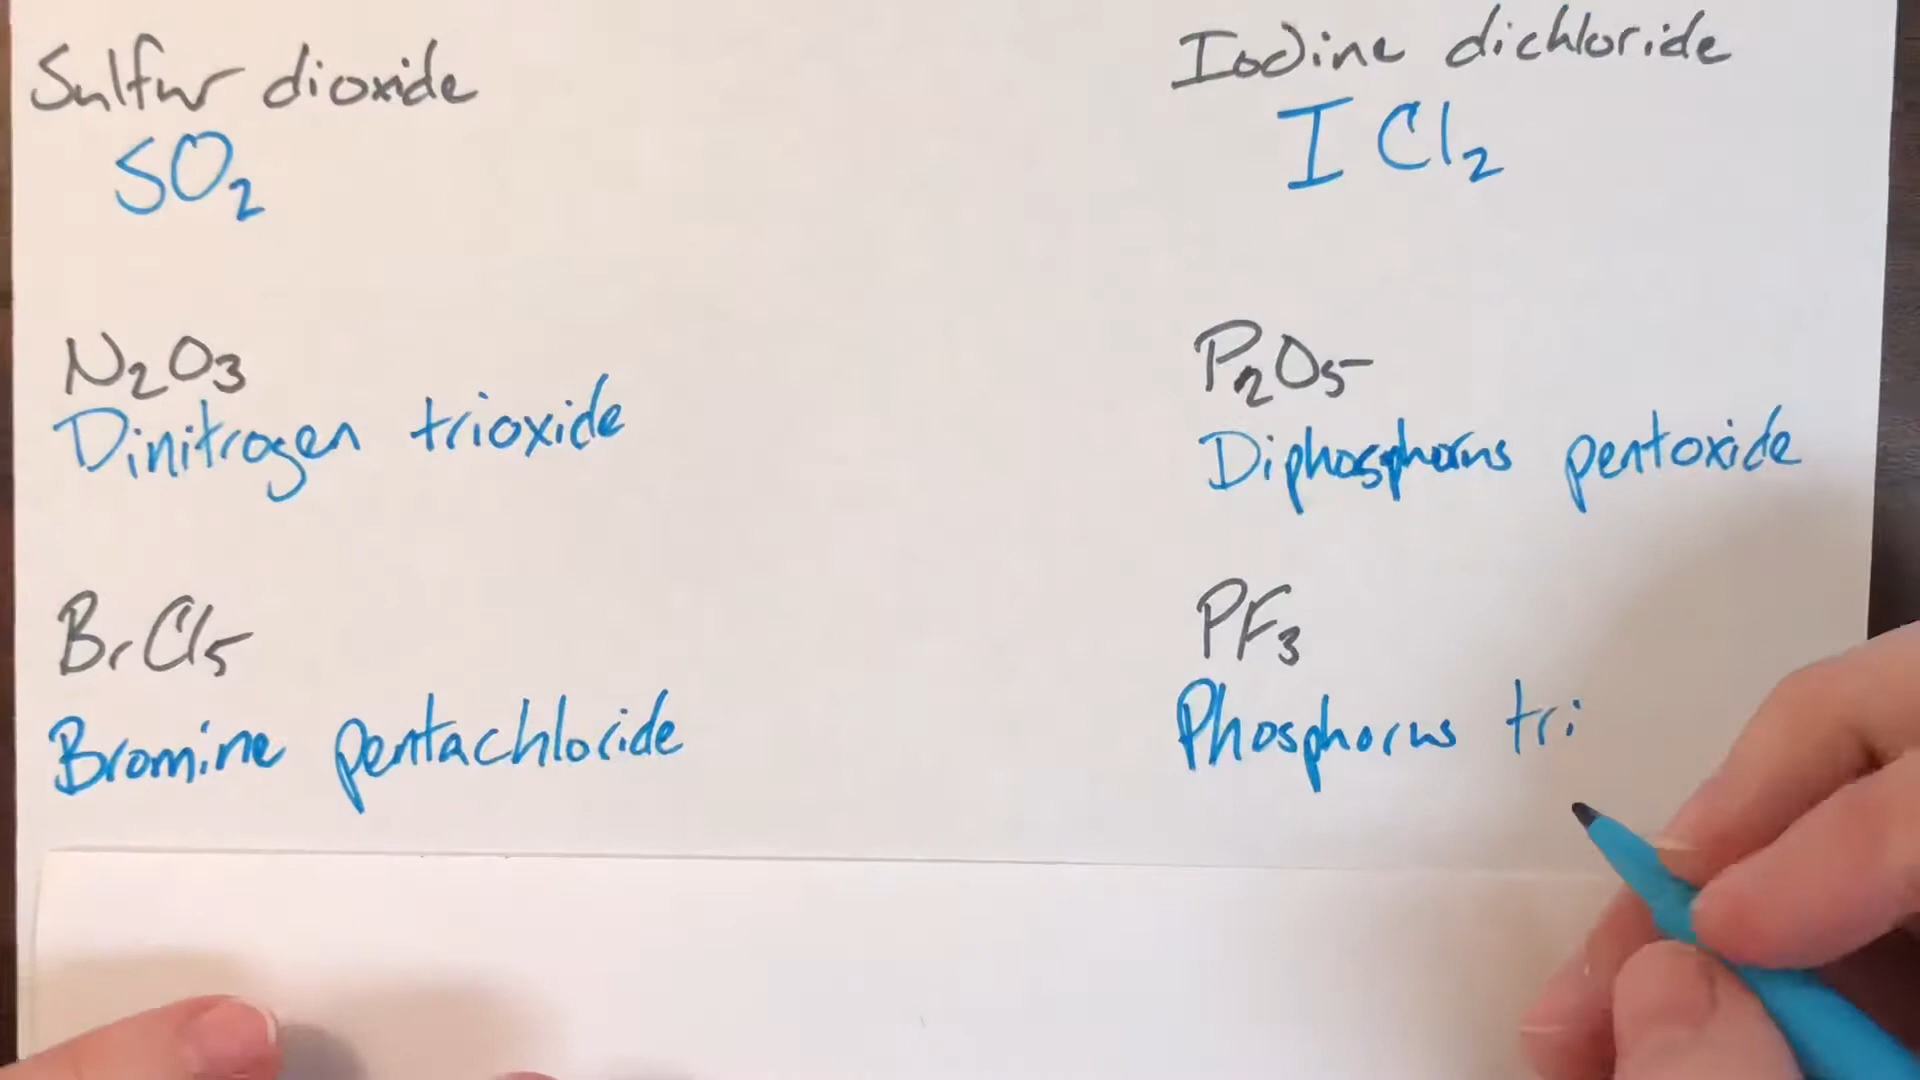 Sulfur dioxide
SO₂
Iodine dichloride
ICl₂
N₂O₃
Dinitrogen trioxide
P₂O₅
Diphosphorus pentoxide
BrCl₅
Bromine pentachloride
PF₃
Phosphorus tri